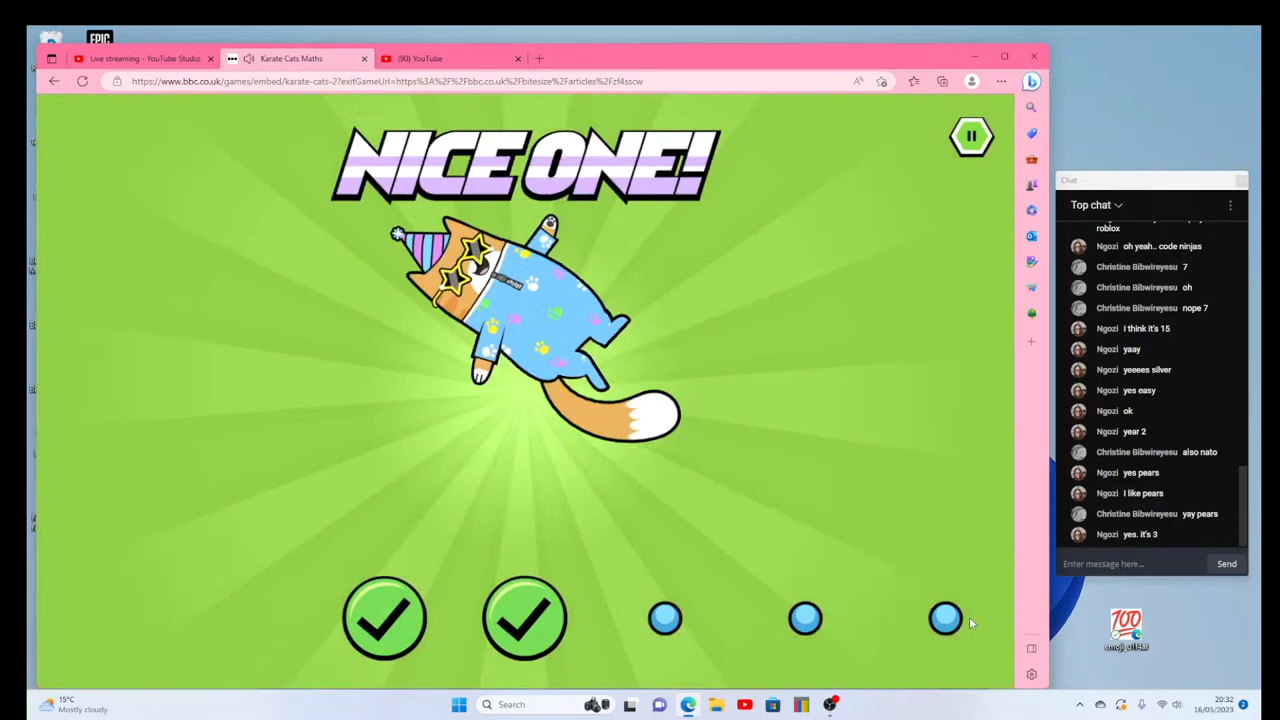 EPIC
Live streaming - YouTube Studio
Karate Cats Maths
(90) YouTube
https://www.bbc.co.uk/games/embed/karate-cats-2?exitGameUrl=https%3A%2F%2Fbbc.co.uk%2Fbitesize%2Farticles%2Fzf4sscw
NICE ONE!
Chat
Top chat
roblox
Ngozi oh yeah.. code ninjas
Christine Bibwireyesu 7
Christine Bibwireyesu oh
Christine Bibwireyesu nope 7
Ngozi I think it's 15
Ngozi yaay
Ngozi yeeees silver
Ngozi yes easy
Ngozi ok
Ngozi year 2
Christine Bibwireyesu also nato
Ngozi yes pears
Ngozi I like pears
Christine Bibwireyesu yay pears
Ngozi yes. it's 3
Enter message here...
Send
100
emoji_u1f4af
15°C
Mostly cloudy
Search
20:32
16/05/2023
2